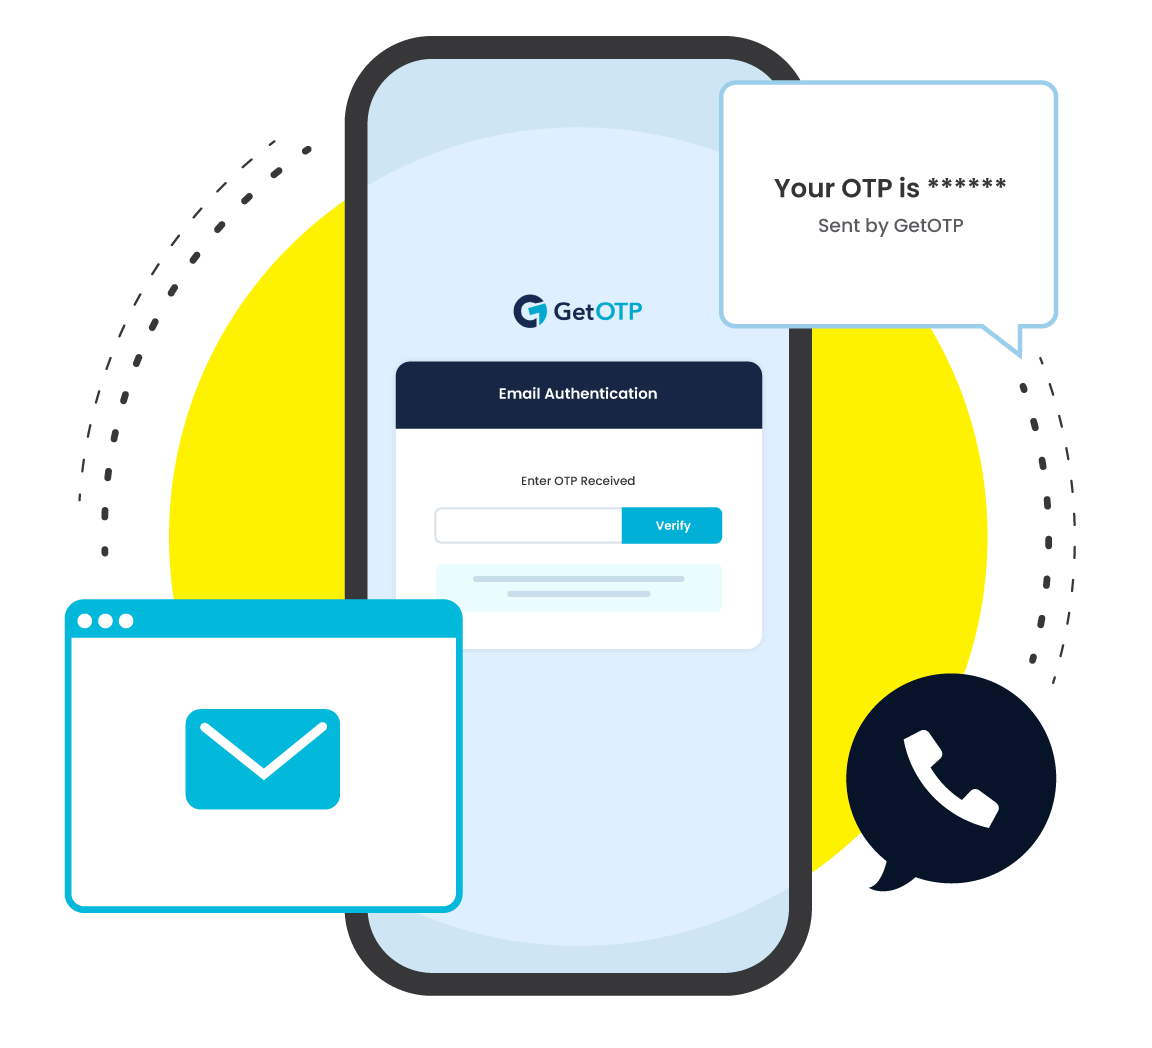 Your OTP is ******
Sent by GetOTP
GetOTP
Email Authentication
Enter OTP Received
Verify